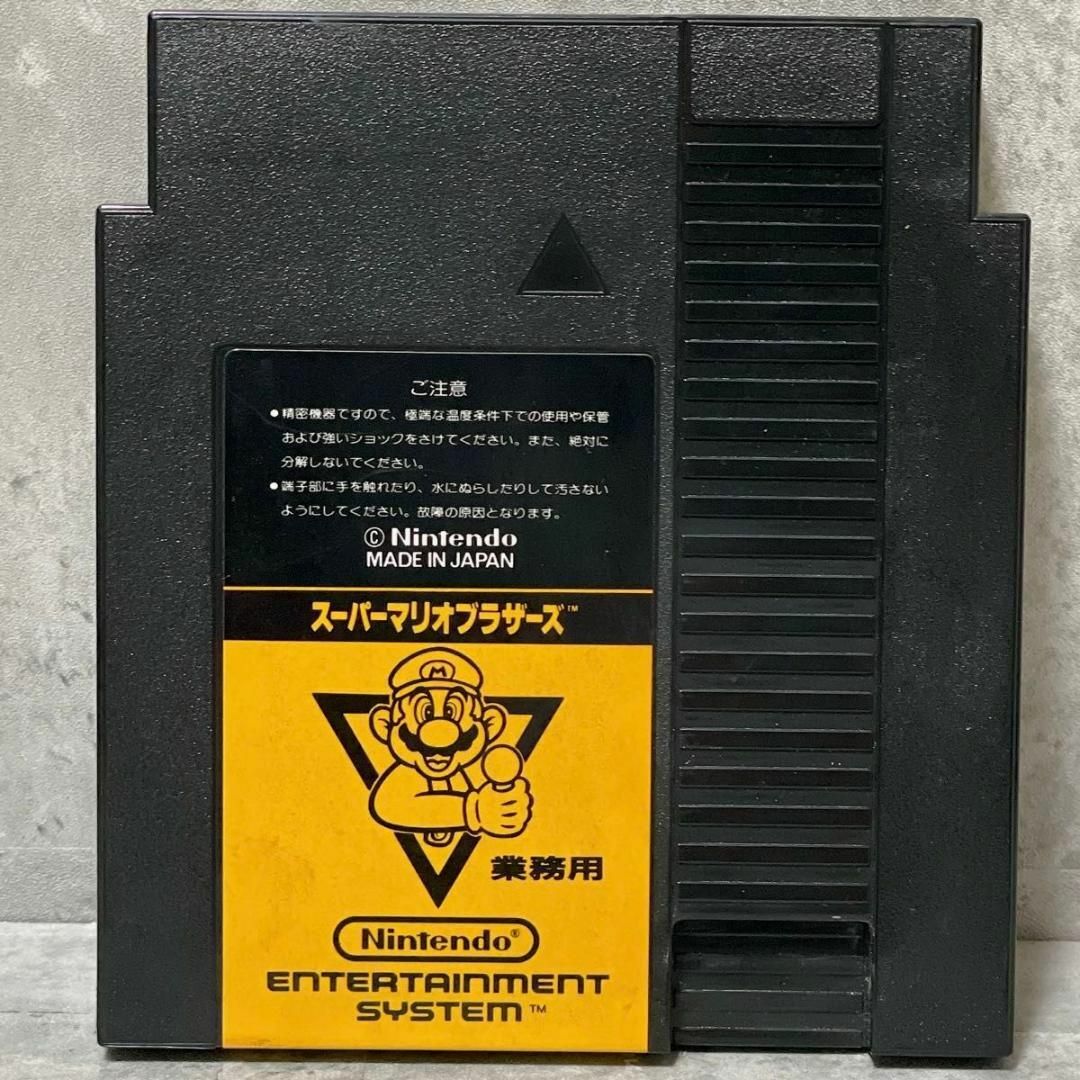 ご注意
●精密機器ですので、極端な温度条件下での使用や保管
および強いショックをさけてください。また、絶対に
分解しないでください。
●端子部に手を触れたり、水にぬらしたりして汚さない
ようにしてください。故障の原因となります。
© Nintendo
MADE IN JAPAN
スーパーマリオブラザーズ™
M
業務用
Nintendo®
ENTERTAINMENT
SYSTEM™